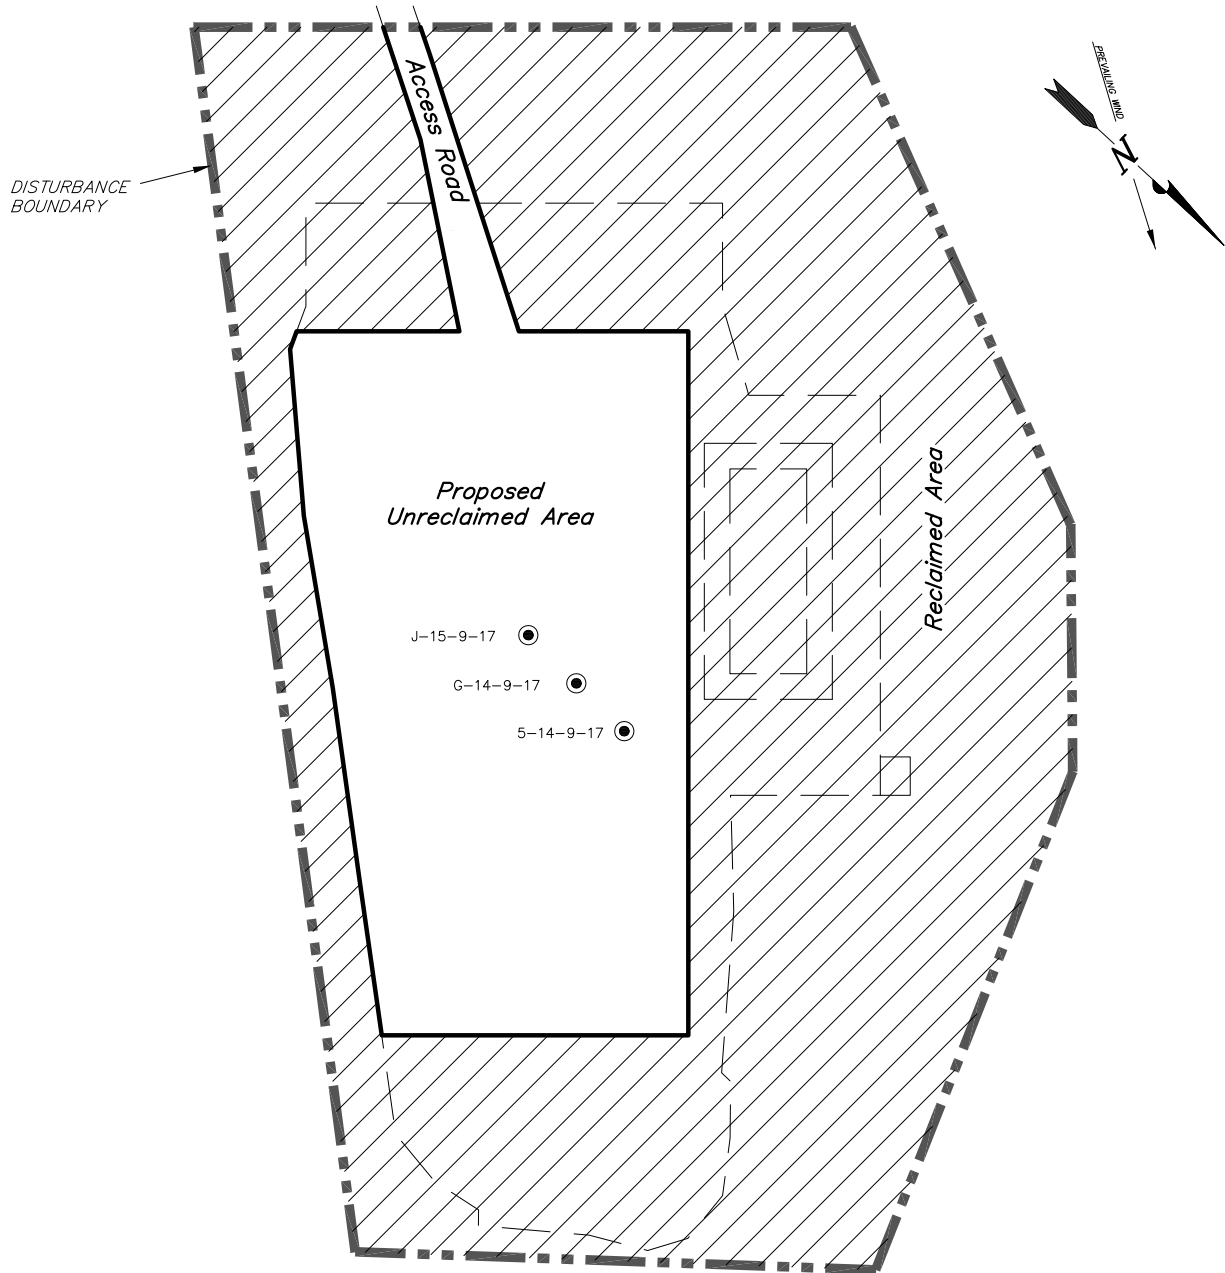 Access Road
PREVAILING WIND
N
DISTURBANCE
BOUNDARY
Proposed
Unreclaimed Area
Reclaimed Area
J-15-9-17
G-14-9-17
5-14-9-17